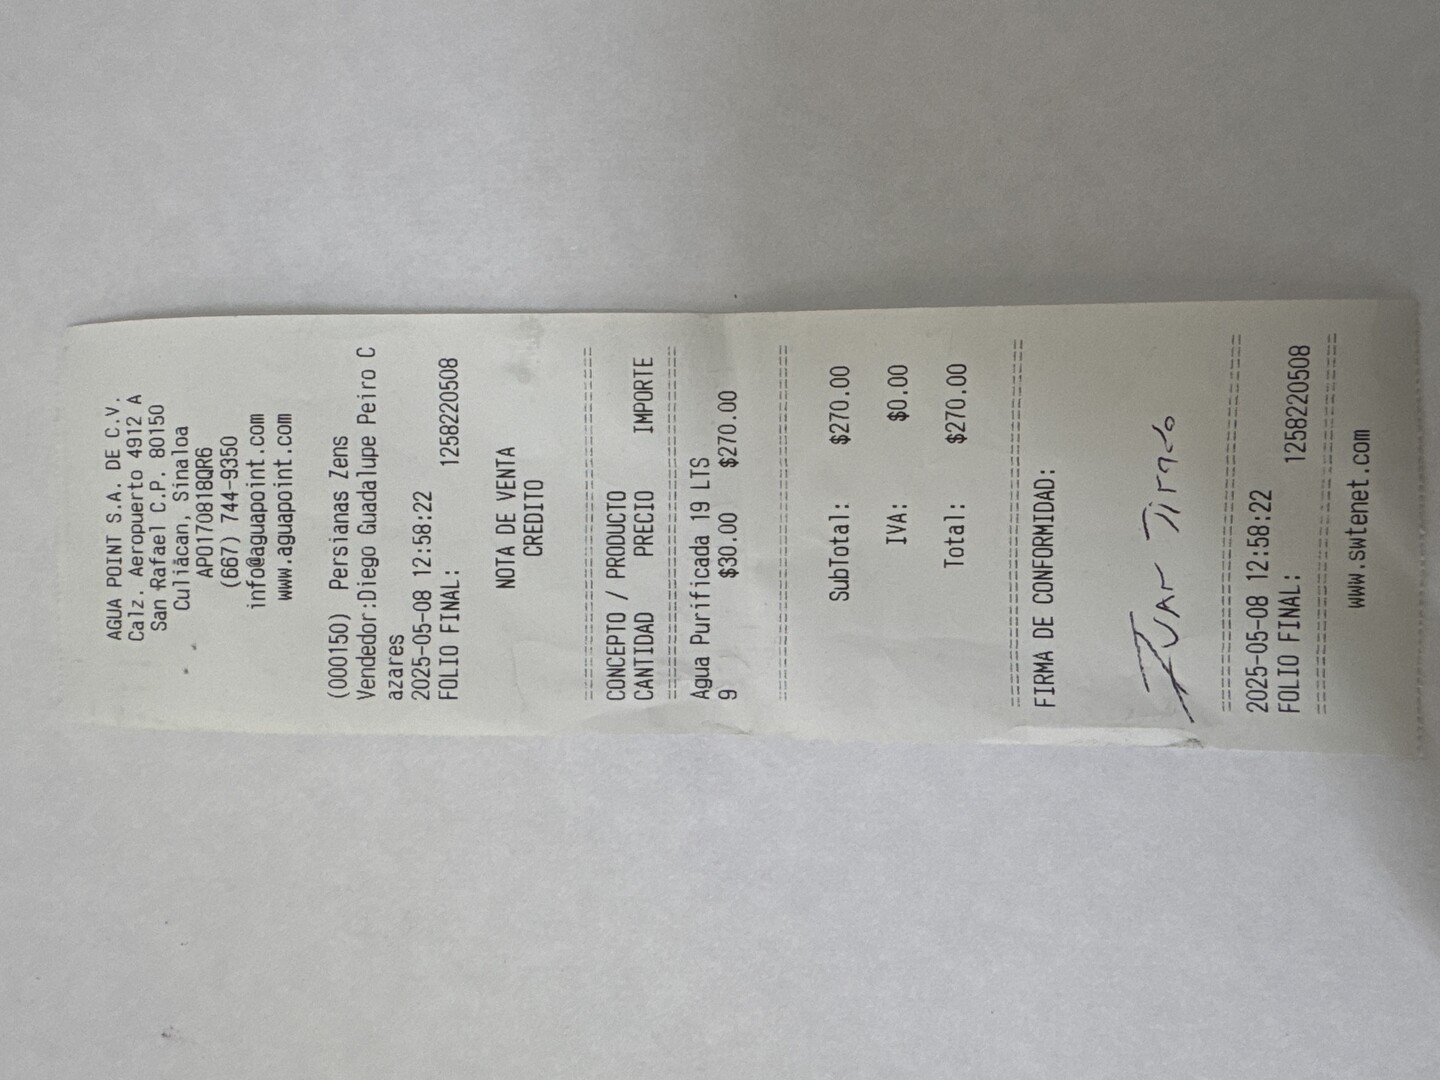 AGUA POINT S.A. DE C.V.
Calz. Aeropuerto 4912 A
San Rafael C.P. 80150
Culiácan, Sinaloa
APO170818QR6
(667) 744-9350
info@aguapoint.com
www.aguapoint.com
(000150) Persianas Zens
Vendedor:Diego Guadalupe Peiro C
azares
2025-05-08 12:58:22
FOLIO FINAL: 1258220508
NOTA DE VENTA
CREDITO
================================
CONCEPTO / PRODUCTO
CANTIDAD PRECIO IMPORTE
================================
Agua Purificada 19 LTS
9 $30.00 $270.00
================================
SubTotal: $270.00
IVA: $0.00
Total: $270.00
================================
FIRMA DE CONFORMIDAD:
Juan Tirado
================================
2025-05-08 12:58:22
FOLIO FINAL: 1258220508
================================
www.swtenet.com